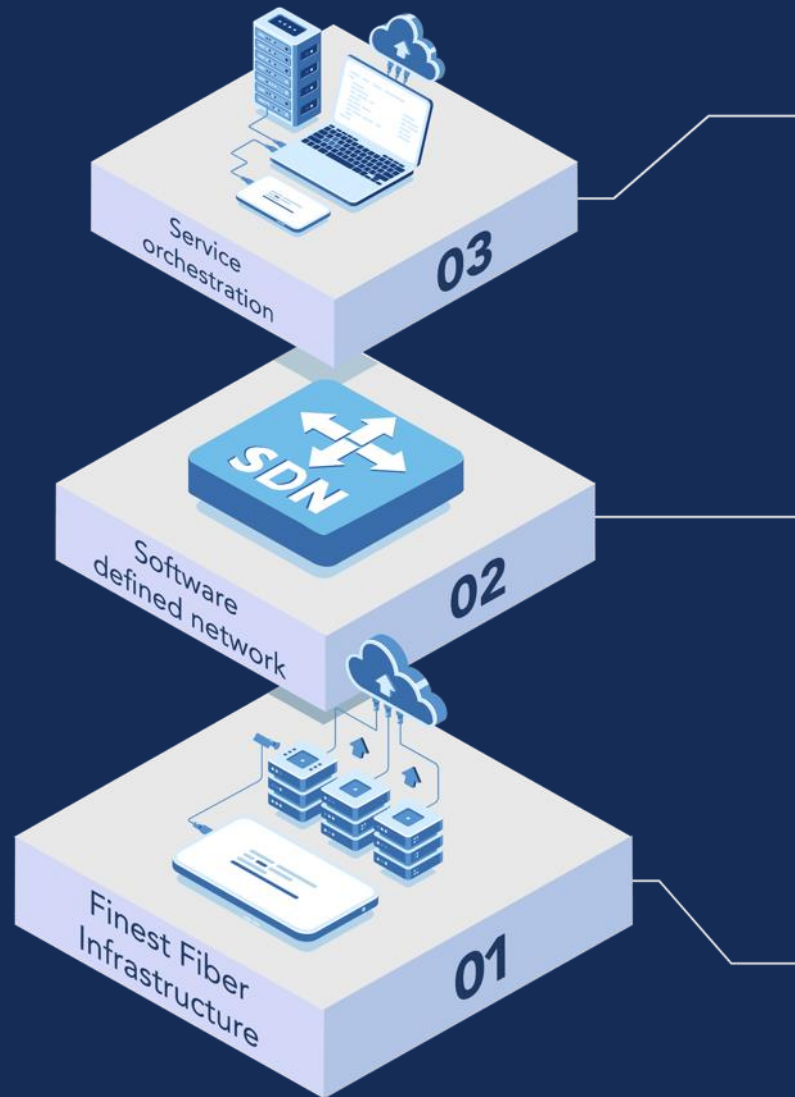 Service
orchestration
03
SDN
Software
defined network
02
Finest Fiber
Infrastructure
01